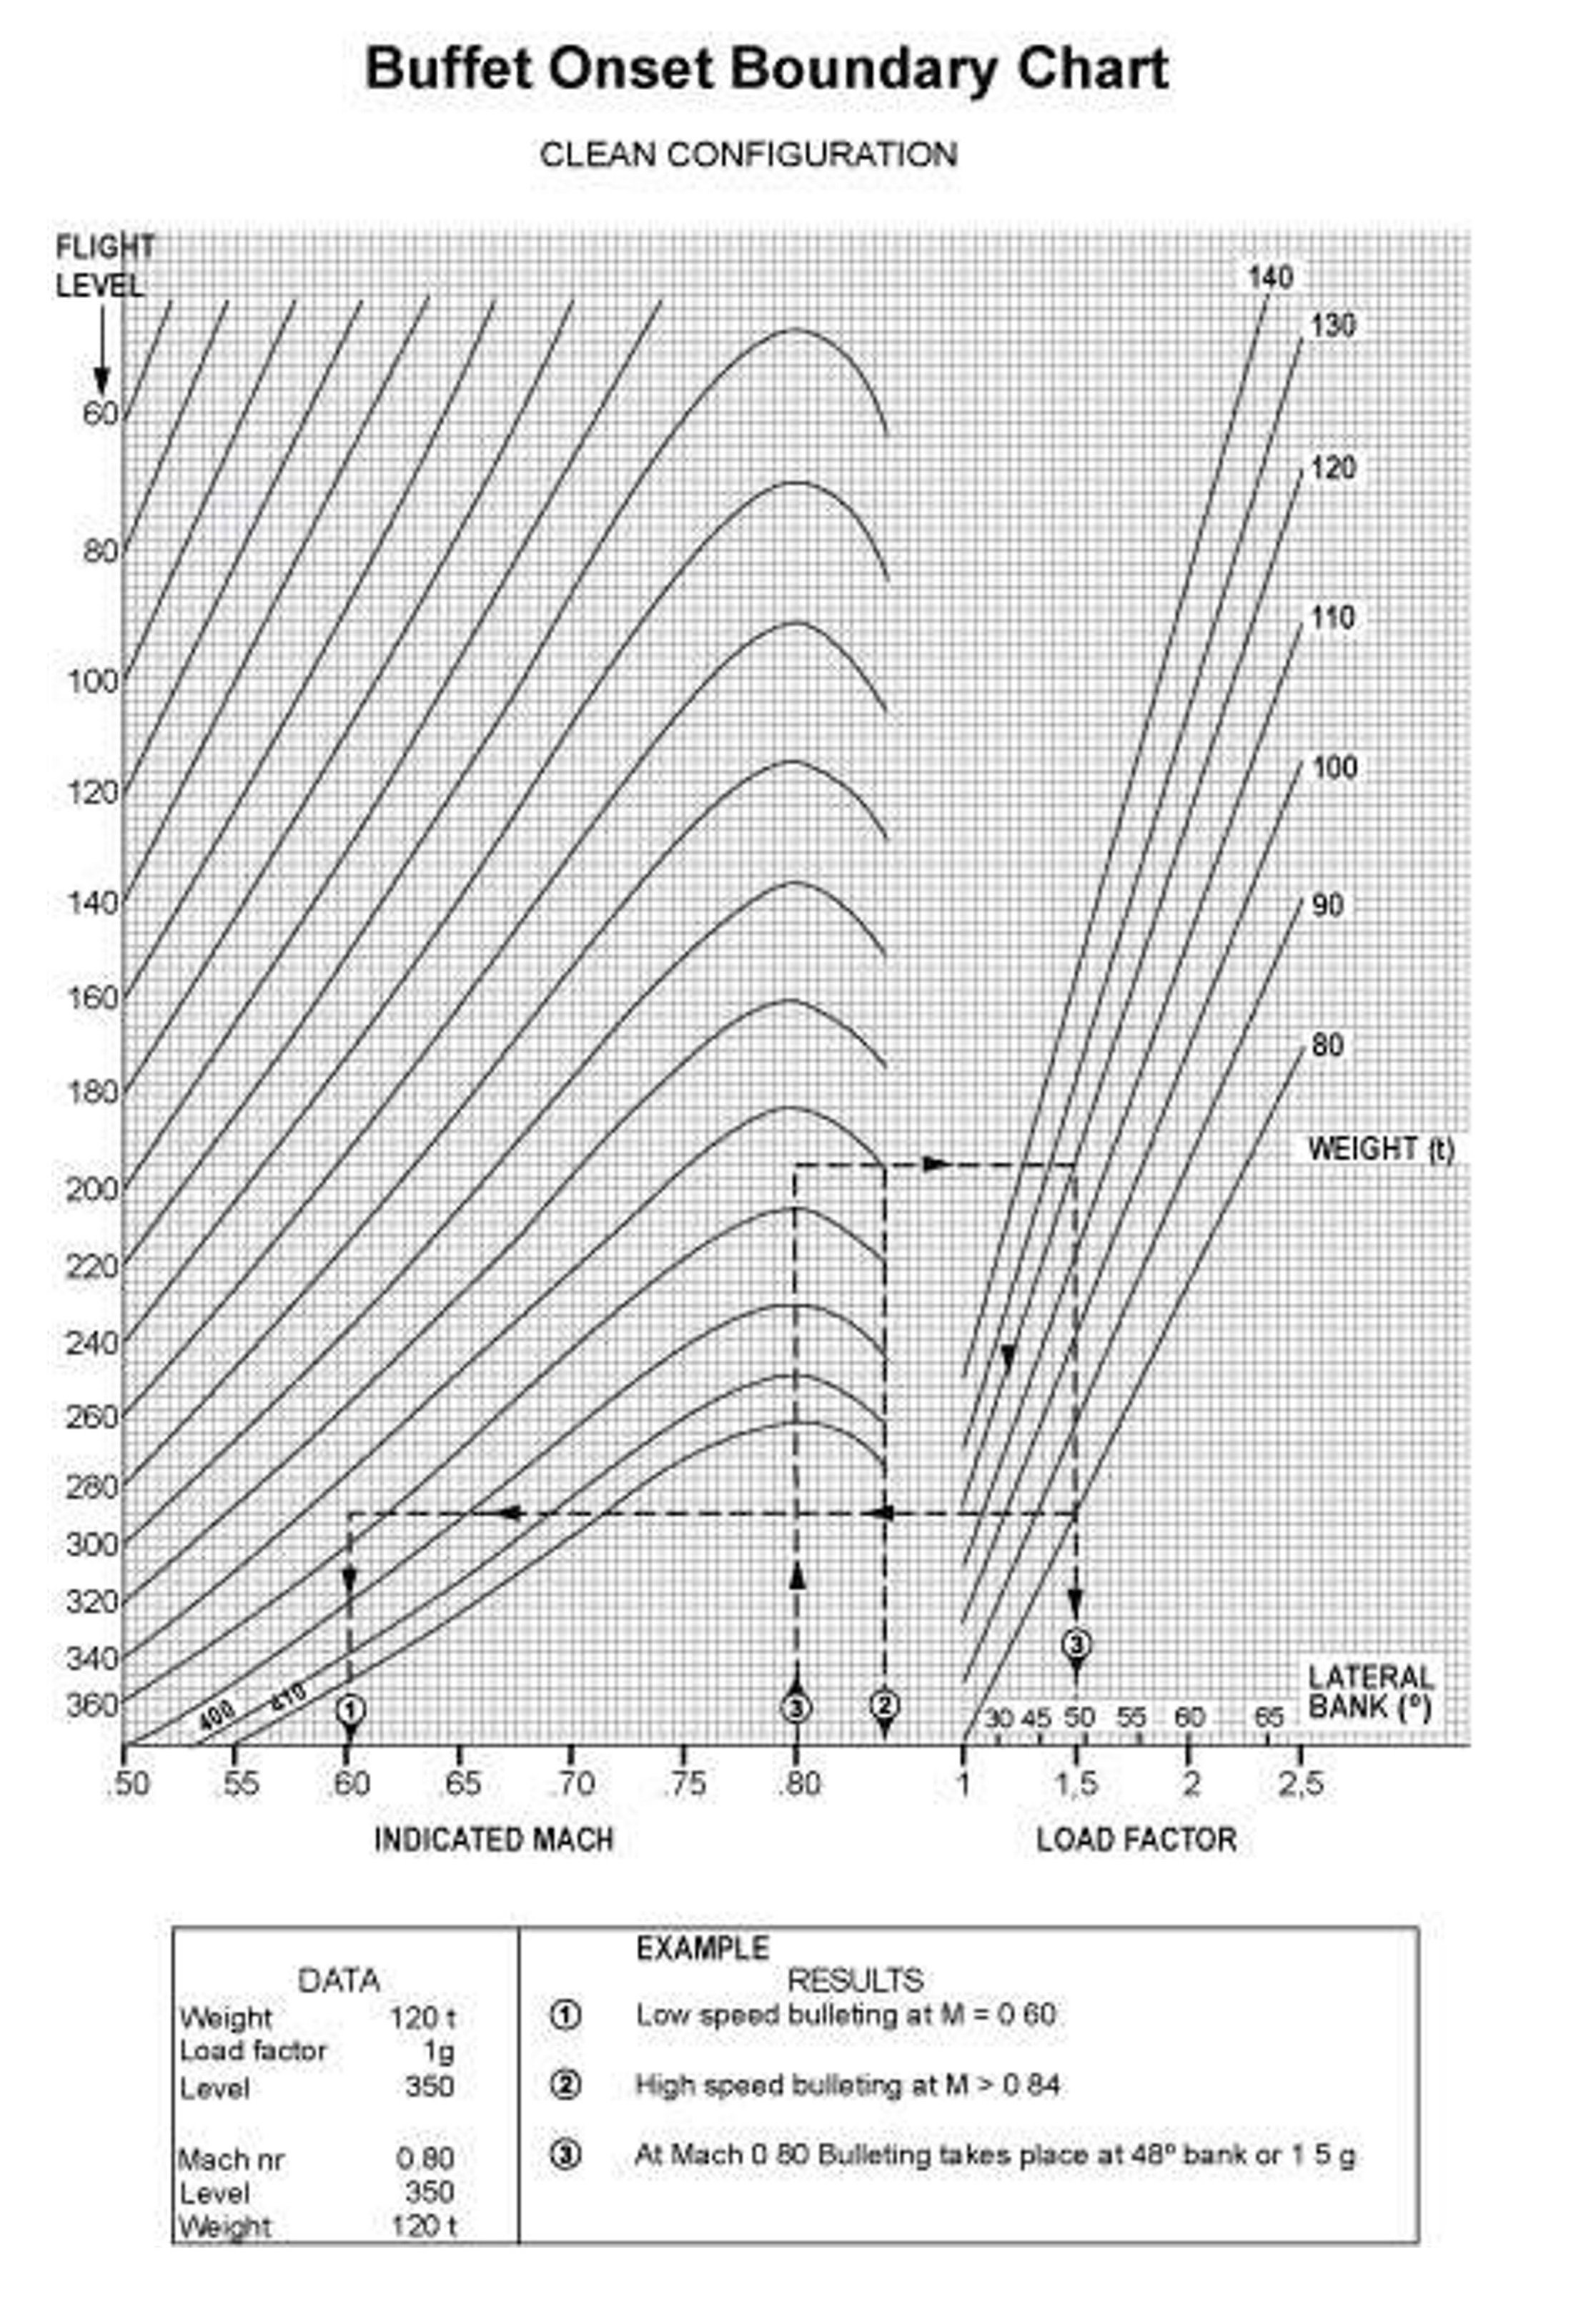 Buffet Onset Boundary Chart
CLEAN CONFIGURATION
FLIGHT
LEVEL
60
80
100
120
140
160
180
200
220
240
260
280
300
320
340
360
400
410
140
130
120
110
100
90
80
WEIGHT (t)
LATERAL
BANK (º)
30 45 50 55 60 65
1
3
2
3
.50 .55 .60 .65 .70 .75 .80 1 1,5 2 2,5
INDICATED MACH LOAD FACTOR
EXAMPLE
DATA RESULTS
Weight 120 t 1 Low speed bulleting at M = 0 60
Load factor 1g
Level 350 2 High speed bulleting at M > 0 84
Mach nr 0.80 3 At Mach 0 80 Bulleting takes place at 48º bank or 1 5 g
Level 350
Weight 120 t